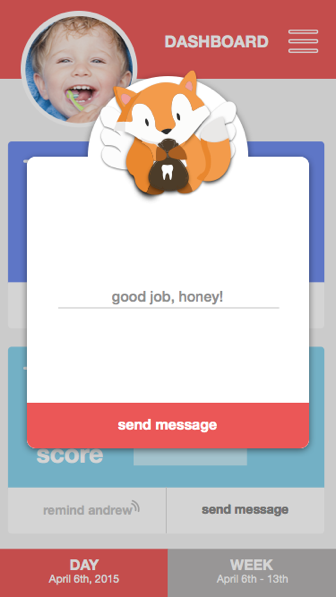 DASHBOARD
good job, honey!
send message
score
remind andrew
send message
DAY
April 6th, 2015
WEEK
April 6th - 13th